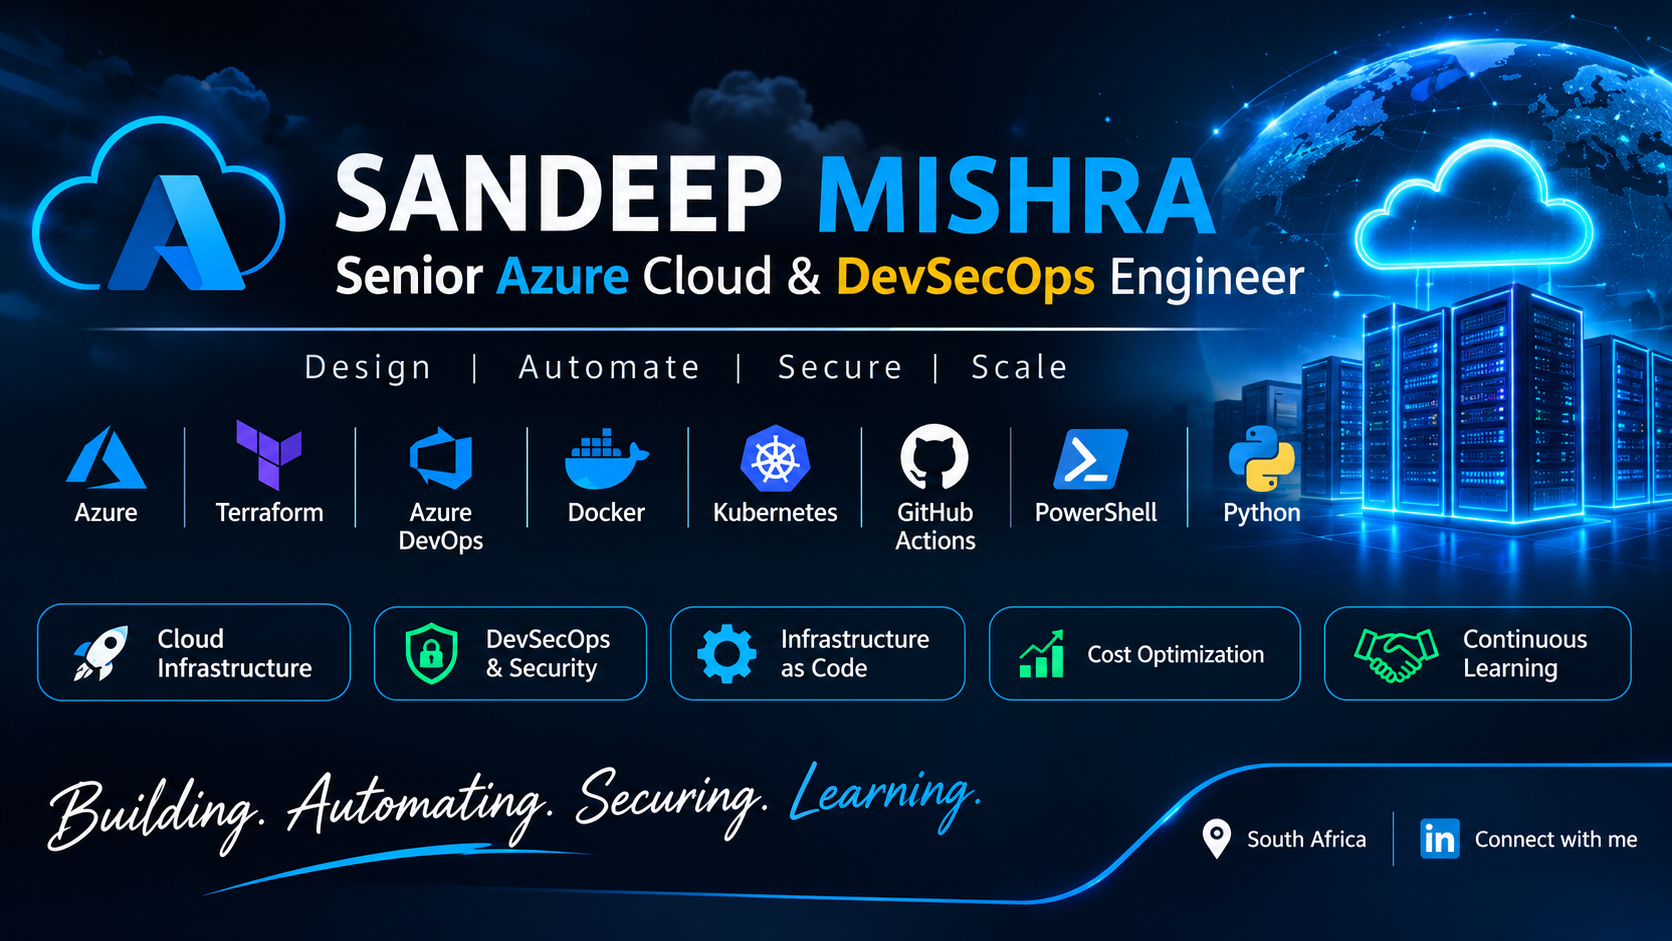 SANDEEP MISHRA
Senior Azure Cloud & DevSecOps Engineer
Design | Automate | Secure | Scale
Azure
Terraform
Azure
DevOps
Docker
Kubernetes
GitHub
Actions
PowerShell
Python
Cloud
Infrastructure
DevSecOps
& Security
Infrastructure
as Code
Cost Optimization
Continuous
Learning
Building. Automating. Securing. Learning.
South Africa
in
Connect with me